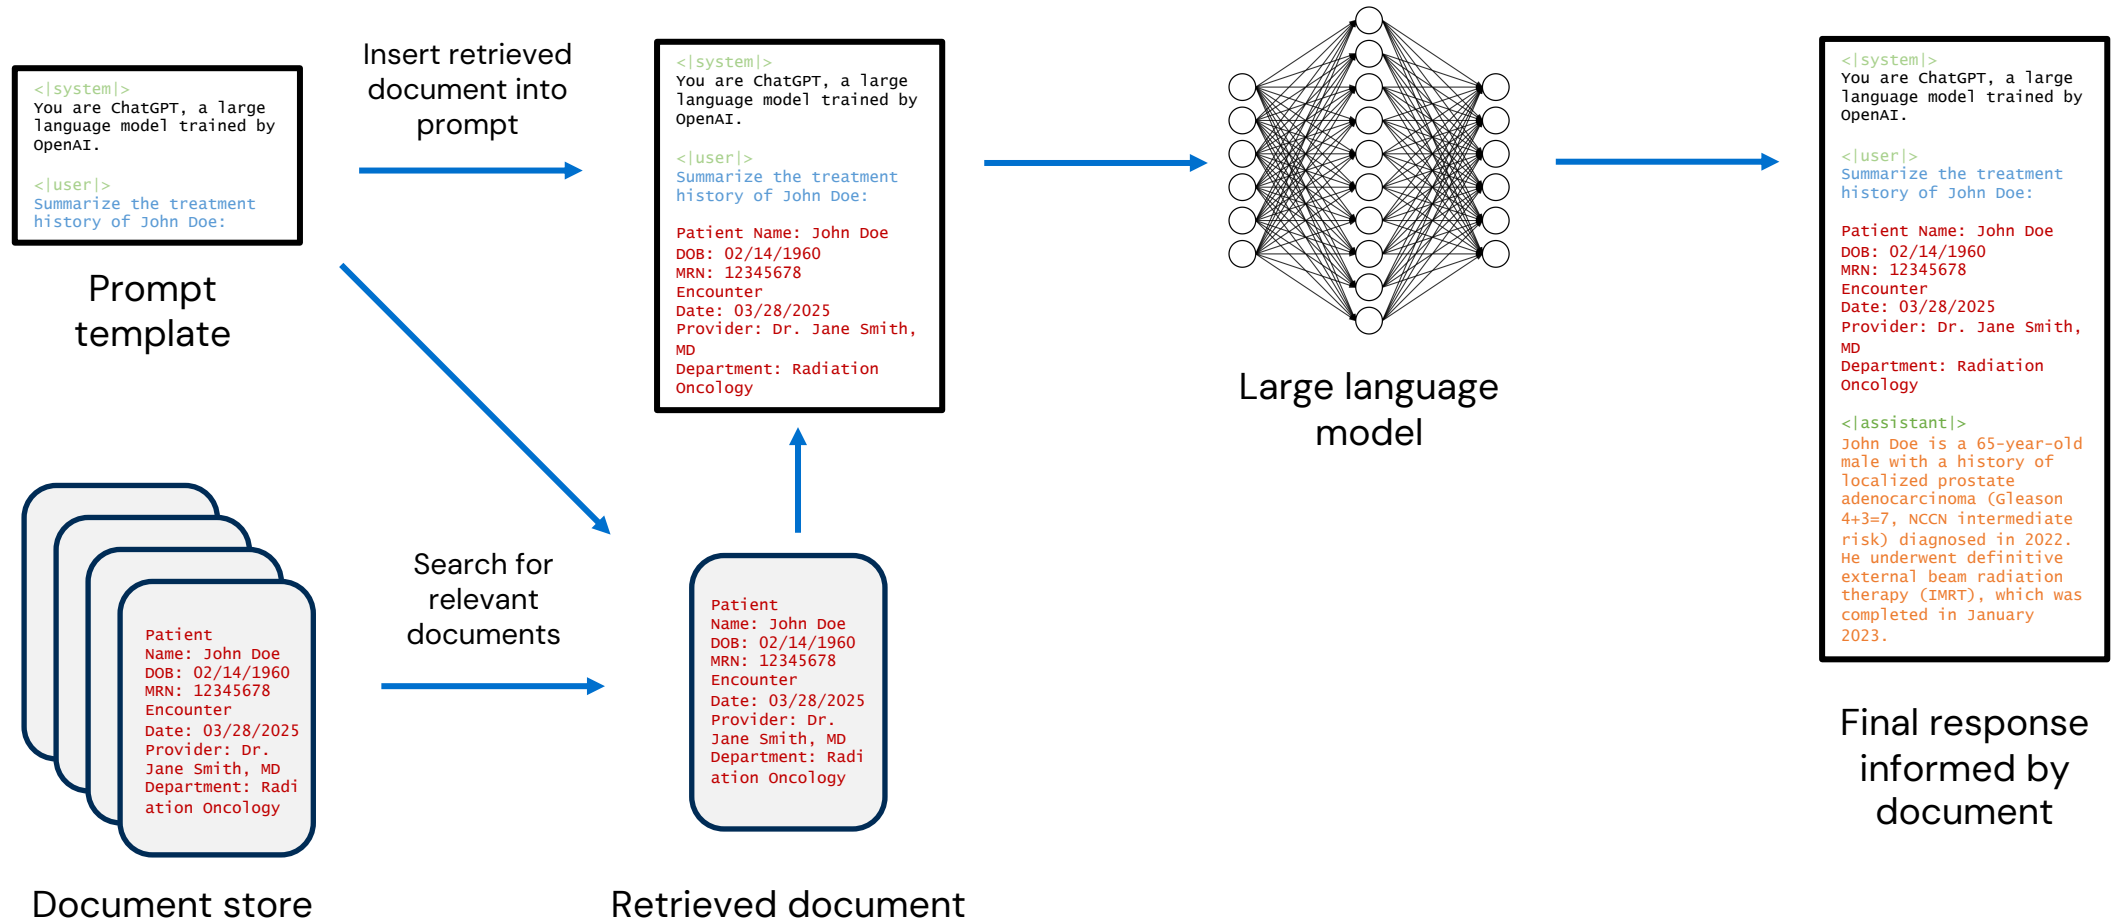 <|system|>
You are ChatGPT, a large
language model trained by
OpenAI.
<|user|>
Summarize the treatment
history of John Doe:
Prompt
template
Insert retrieved
document into
prompt
<|system|>
You are ChatGPT, a large
language model trained by
OpenAI.
<|user|>
Summarize the treatment
history of John Doe:
Patient Name: John Doe
DOB: 02/14/1960
MRN: 12345678
Encounter
Date: 03/28/2025
Provider: Dr. Jane Smith,
MD
Department: Radiation
Oncology
Large language
model
<|system|>
You are ChatGPT, a large
language model trained by
OpenAI.
<|user|>
Summarize the treatment
history of John Doe:
Patient Name: John Doe
DOB: 02/14/1960
MRN: 12345678
Encounter
Date: 03/28/2025
Provider: Dr. Jane Smith,
MD
Department: Radiation
Oncology
<|assistant|>
John Doe is a 65-year-old
male with a history of
localized prostate
adenocarcinoma (Gleason
4+3=7, NCCN intermediate
risk) diagnosed in 2022.
He underwent definitive
external beam radiation
therapy (IMRT), which was
completed in January
2023.
Final response
informed by
document
Patient
Name: John Doe
DOB: 02/14/1960
MRN: 12345678
Encounter
Date: 03/28/2025
Provider: Dr.
Jane Smith, MD
Department: Radi
ation Oncology
Document store
Search for
relevant
documents
Patient
Name: John Doe
DOB: 02/14/1960
MRN: 12345678
Encounter
Date: 03/28/2025
Provider: Dr.
Jane Smith, MD
Department: Radi
ation Oncology
Retrieved document